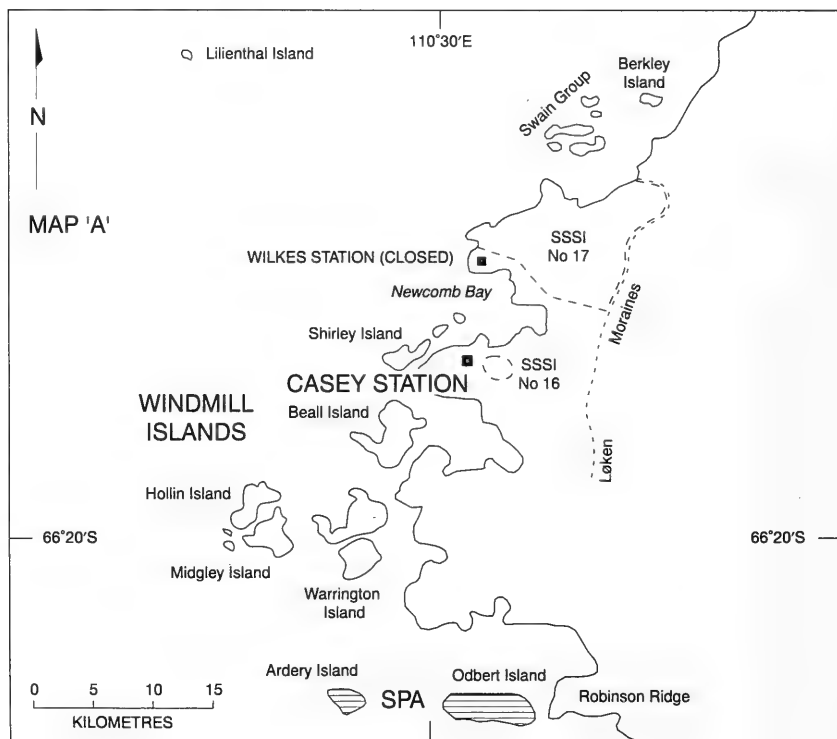 110°30'E
Lilienthal Island
Berkley
Island
Swain Group
N
MAP 'A'
SSSI
No 17
WILKES STATION (CLOSED)
Newcomb Bay
Moraines
Shirley Island
CASEY STATION
SSSI
No 16
WINDMILL
ISLANDS
Beall Island
Løken
Hollin Island
66°20'S
66°20'S
Midgley Island
Warrington
Island
Ardery Island
SPA
Odbert Island
Robinson Ridge
0 5 10 15
KILOMETRES